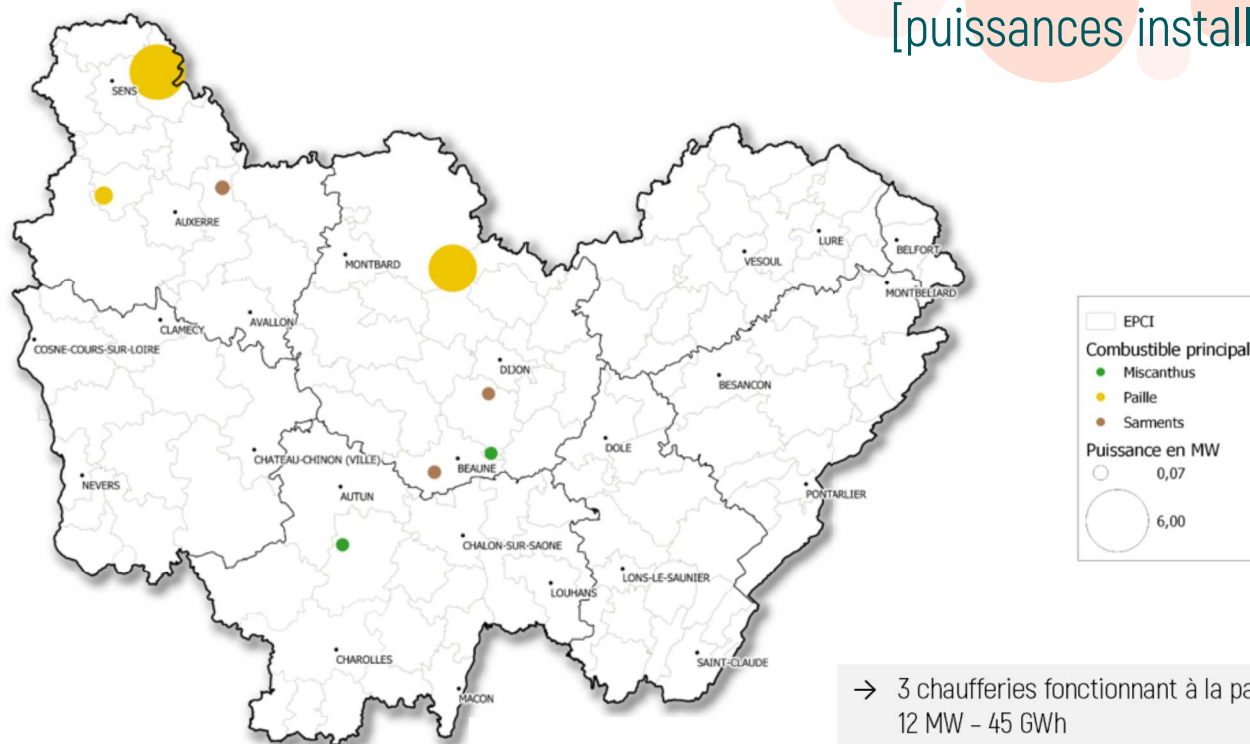 [puissances install
SENS
AUXERRE
MONTBARD
VESOUL
LURE
BELFORT
MONTBELIARD
CLAMECY
AVALLON
COSNE-COURS-SUR-LOIRE
DIJON
BESANCON
DOLE
CHATEAU-CHINON (VILLE)
BEAUNE
NEVERS
AUTUN
PONTARLIER
CHALON-SUR-SAONE
LONS-LE-SAUNIER
LOUHANS
CHAROLLES
SAINT-CLAUDE
MACON
EPCI
Combustible principal
Miscanthus
Paille
Sarments
Puissance en MW
0,07
6,00
→ 3 chaufferies fonctionnant à la pa
12 MW – 45 GWh